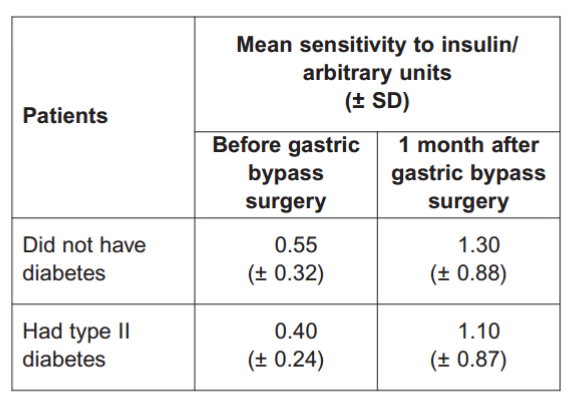 Patients
Mean sensitivity to insulin/
arbitrary units
(± SD)
Before gastric
bypass
surgery
1 month after
gastric bypass
surgery
Did not have
diabetes
0.55
(± 0.32)
1.30
(± 0.88)
Had type II
diabetes
0.40
(± 0.24)
1.10
(± 0.87)